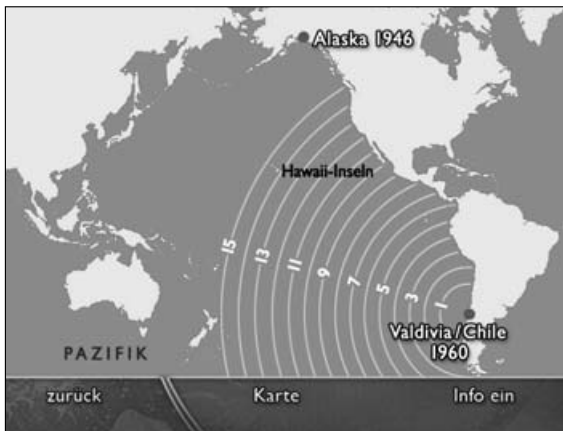 Alaska 1946
Hawaii-Inseln
15
13
11
9
7
5
3
1
Valdivia/Chile
1960
PAZIFIK
zurück
Karte
Info ein